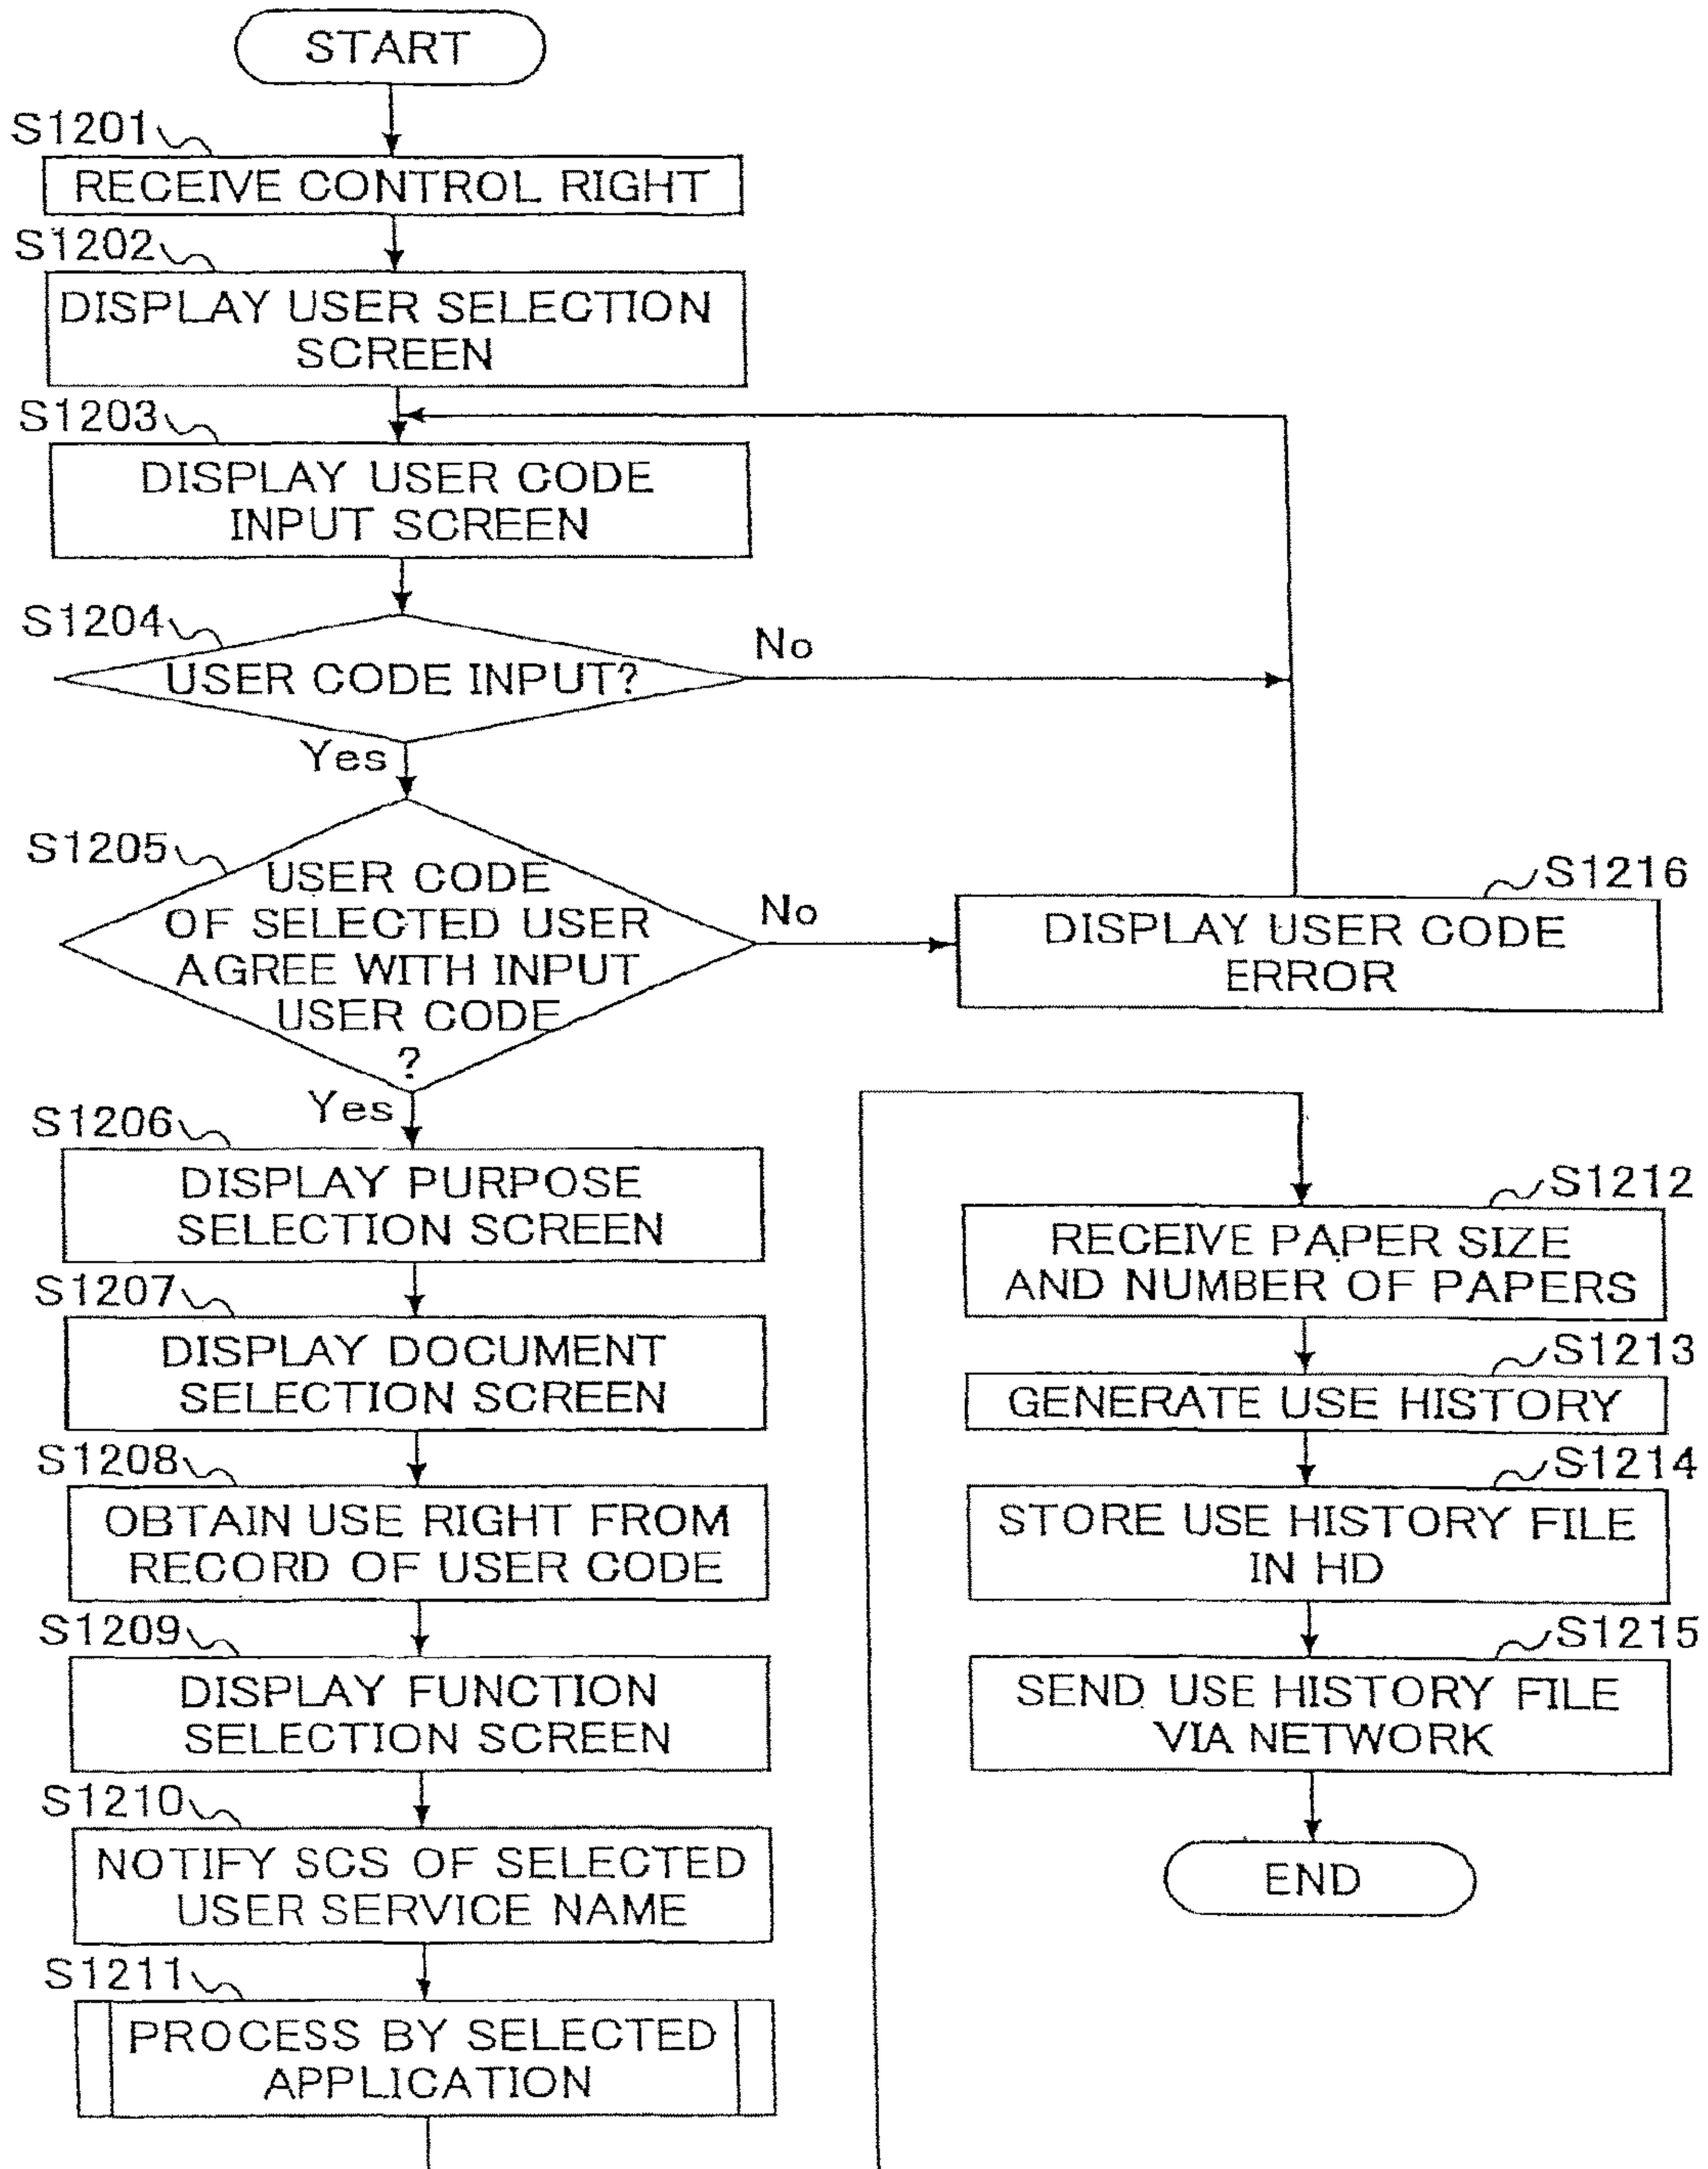 START
S1201
RECEIVE CONTROL RIGHT
S1202
DISPLAY USER SELECTION
SCREEN
S1203
DISPLAY USER CODE
INPUT SCREEN
S1204
USER CODE INPUT?
No
Yes
S1205
USER CODE
OF SELECTED USER
AGREE WITH INPUT
USER CODE
?
No
Yes
S1216
DISPLAY USER CODE
ERROR
S1206
DISPLAY PURPOSE
SELECTION SCREEN
S1207
DISPLAY DOCUMENT
SELECTION SCREEN
S1208
OBTAIN USE RIGHT FROM
RECORD OF USER CODE
S1209
DISPLAY FUNCTION
SELECTION SCREEN
S1210
NOTIFY SCS OF SELECTED
USER SERVICE NAME
S1211
PROCESS BY SELECTED
APPLICATION
S1212
RECEIVE PAPER SIZE
AND NUMBER OF PAPERS
S1213
GENERATE USE HISTORY
S1214
STORE USE HISTORY FILE
IN HD
S1215
SEND USE HISTORY FILE
VIA NETWORK
END